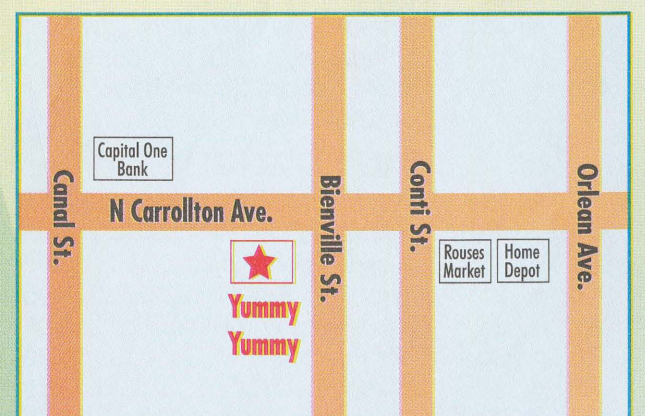 Capital One
Bank
Canal St.
N Carrollton Ave.
Bienville St.
Conti St.
Orlean Ave.
Rouses
Market
Home
Depot
Yummy
Yummy